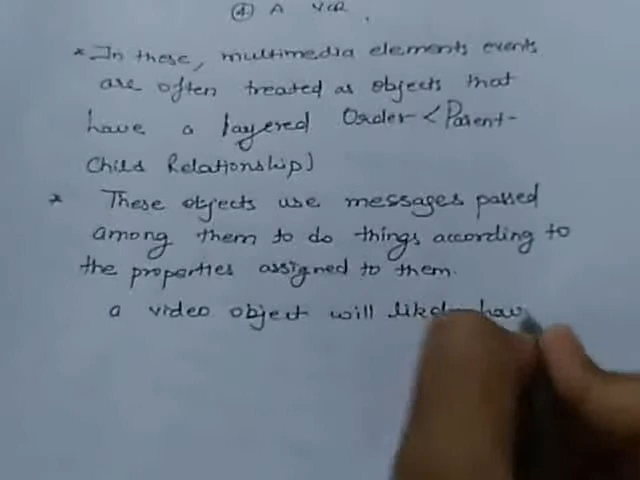 ④ A VCR
* In these, multimedia elements events
are often treated as objects that
have a layered Order < Parent-
Child Relationship)
* These objects use messages passed
among them to do things according to
the properties assigned to them.
a video object will